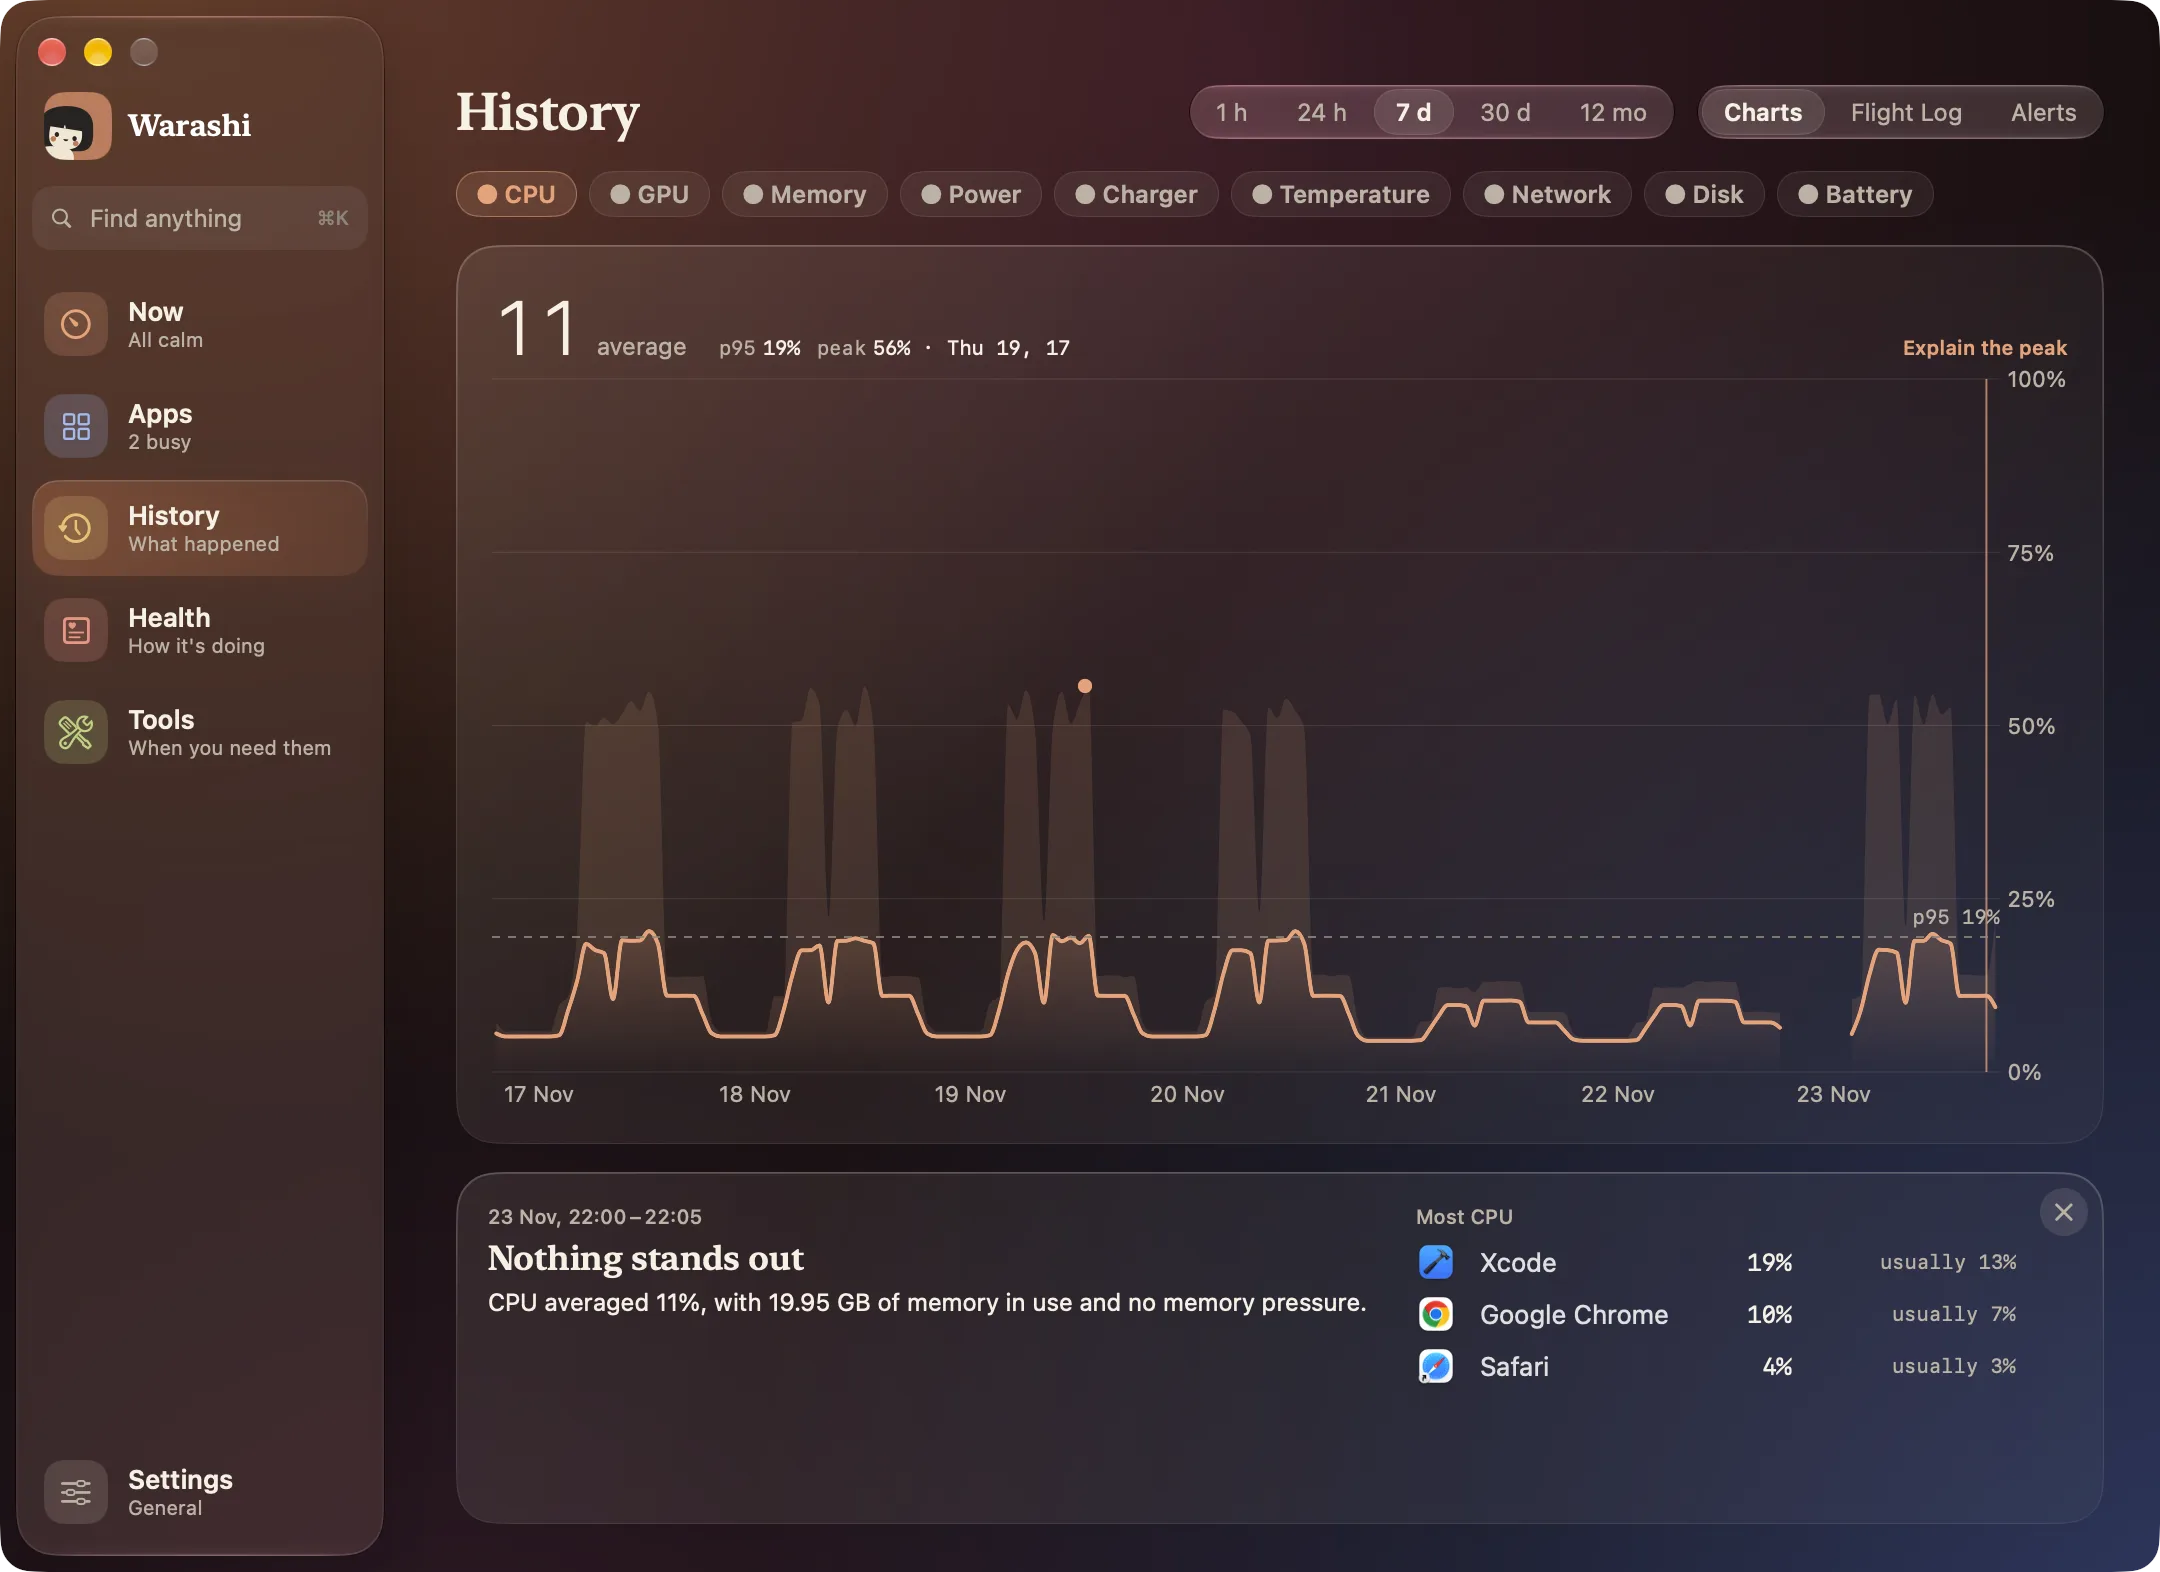 Warashi
Find anything ⌘K
Now
All calm
Apps
2 busy
History
What happened
Health
How it's doing
Tools
When you need them
Settings
General
History
1 h 24 h 7 d 30 d 12 mo
Charts Flight Log Alerts
CPU GPU Memory Power Charger Temperature Network Disk Battery
11 average p95 19% peak 56% · Thu 19, 17
Explain the peak
100%
75%
50%
25%
p95 19%
0%
17 Nov 18 Nov 19 Nov 20 Nov 21 Nov 22 Nov 23 Nov
23 Nov, 22:00–22:05
Nothing stands out
CPU averaged 11%, with 19.95 GB of memory in use and no memory pressure.
Most CPU
Xcode 19% usually 13%
Google Chrome 10% usually 7%
Safari 4% usually 3%